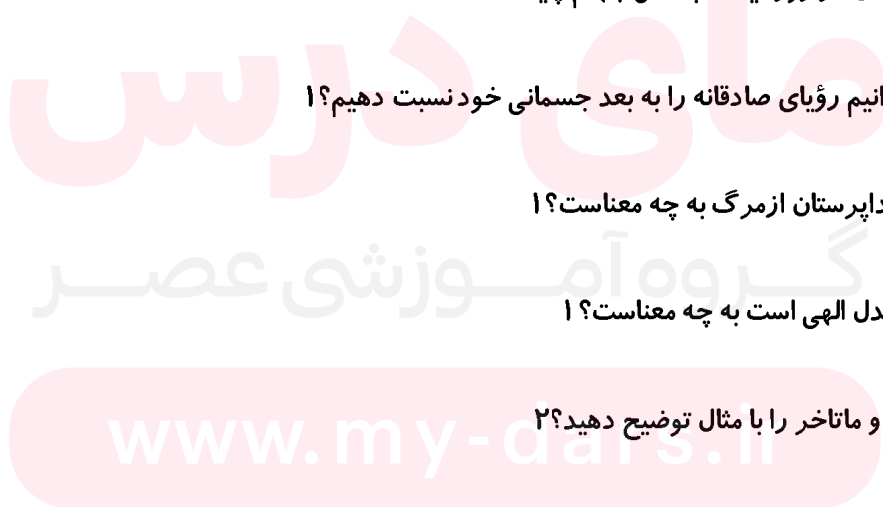 انیم رؤیای صادقانه را به بعد جسمانی خود نسبت دهیم؟۱
داپرستان ازمرگ به چه معناست؟۱
گروه آموزشی عصر
دل الهی است به چه معناست؟۱
و ماتاخر را با مثال توضیح دهید؟۲
www.my-dars.ir
مای درس